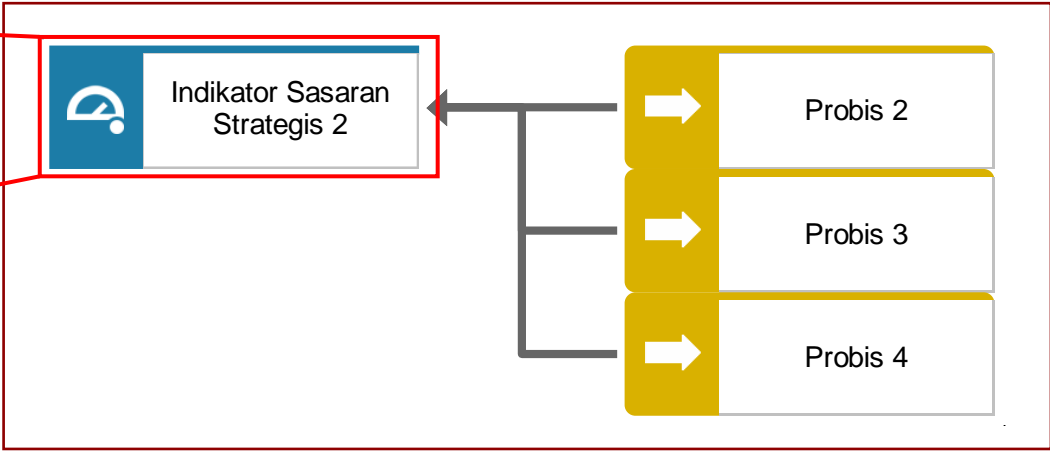 Indikator Sasaran
Strategis 2
Probis 2
Probis 3
Probis 4